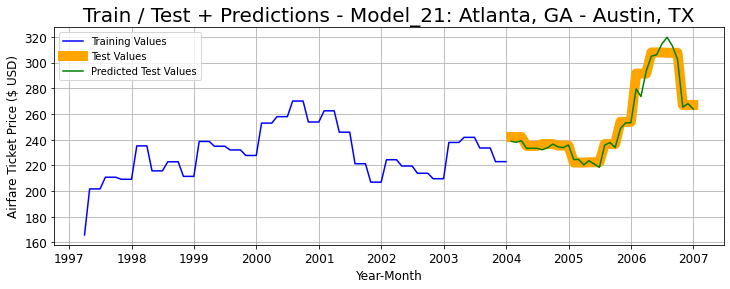 Train / Test + Predictions - Model_21: Atlanta, GA - Austin, TX
Training Values
Test Values
Predicted Test Values
Airfare Ticket Price ($ USD)
320
300
280
260
240
220
200
180
160
1997 1998 1999 2000 2001 2002 2003 2004 2005 2006 2007
Year-Month